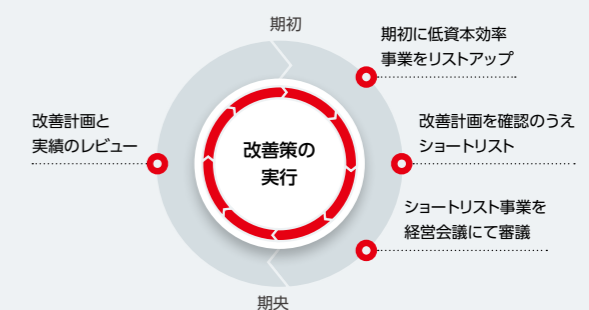 期初
期初に低資本効率
事業をリストアップ
改善計画を確認のうえ
ショートリスト
ショートリスト事業を
経営会議にて審議
期央
改善計画と
実績のレビュー
改善策の
実行